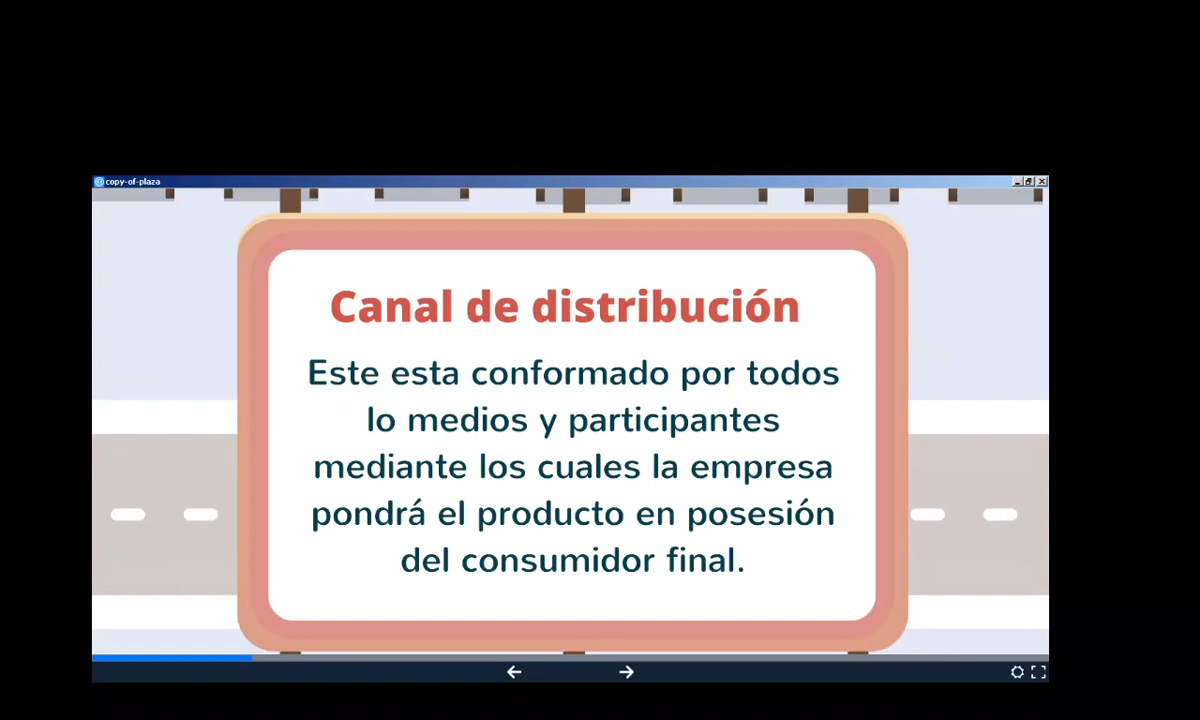 copy-of-plaza
Canal de distribución
Este esta conformado por todos
lo medios y participantes
mediante los cuales la empresa
pondrá el producto en posesión
del consumidor final.